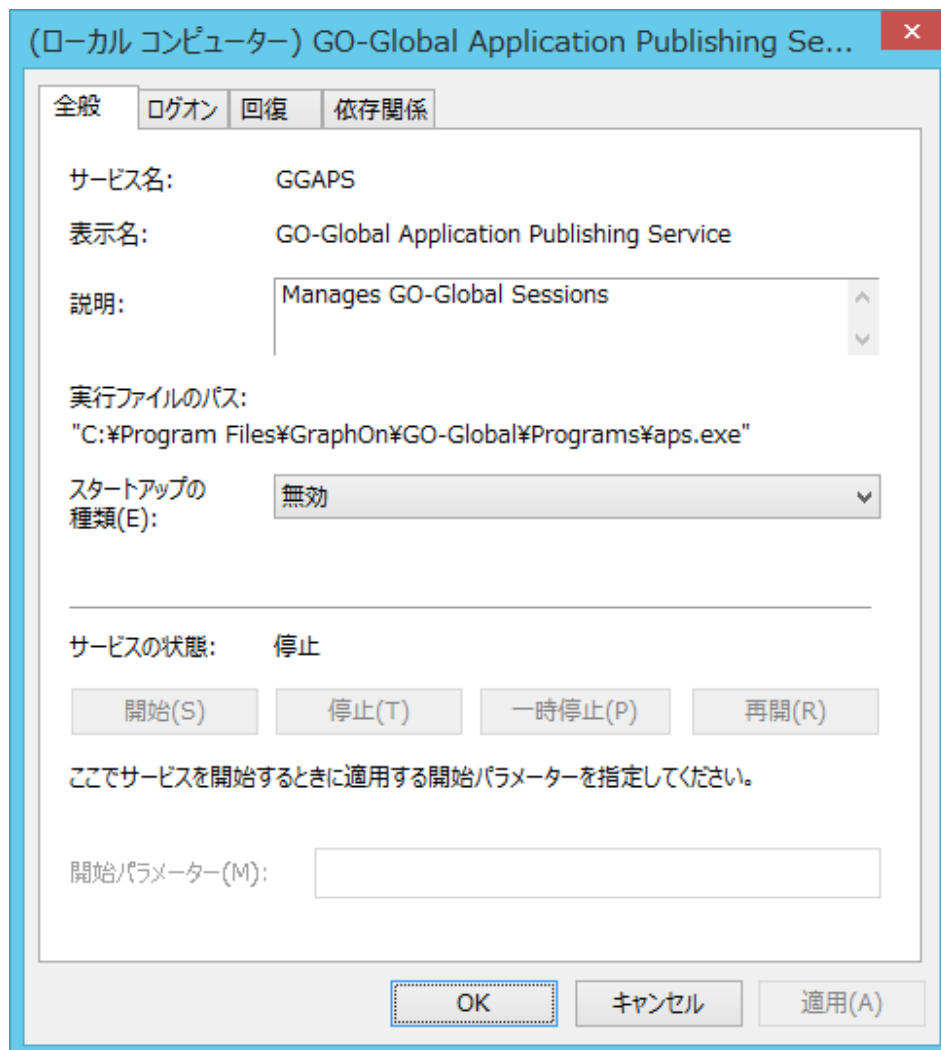 (ローカル コンピューター) GO-Global Application Publishing Se...
全般 ログオン 回復 依存関係
サービス名: GGAPS
表示名: GO-Global Application Publishing Service
説明: Manages GO-Global Sessions
実行ファイルのパス:
"C:¥Program Files¥GraphOn¥GO-Global¥Programs¥aps.exe"
スタートアップの
種類(E): 無効
サービスの状態: 停止
開始(S) 停止(T) 一時停止(P) 再開(R)
ここでサービスを開始するときに適用する開始パラメーターを指定してください。
開始パラメーター(M):
OK キャンセル 適用(A)